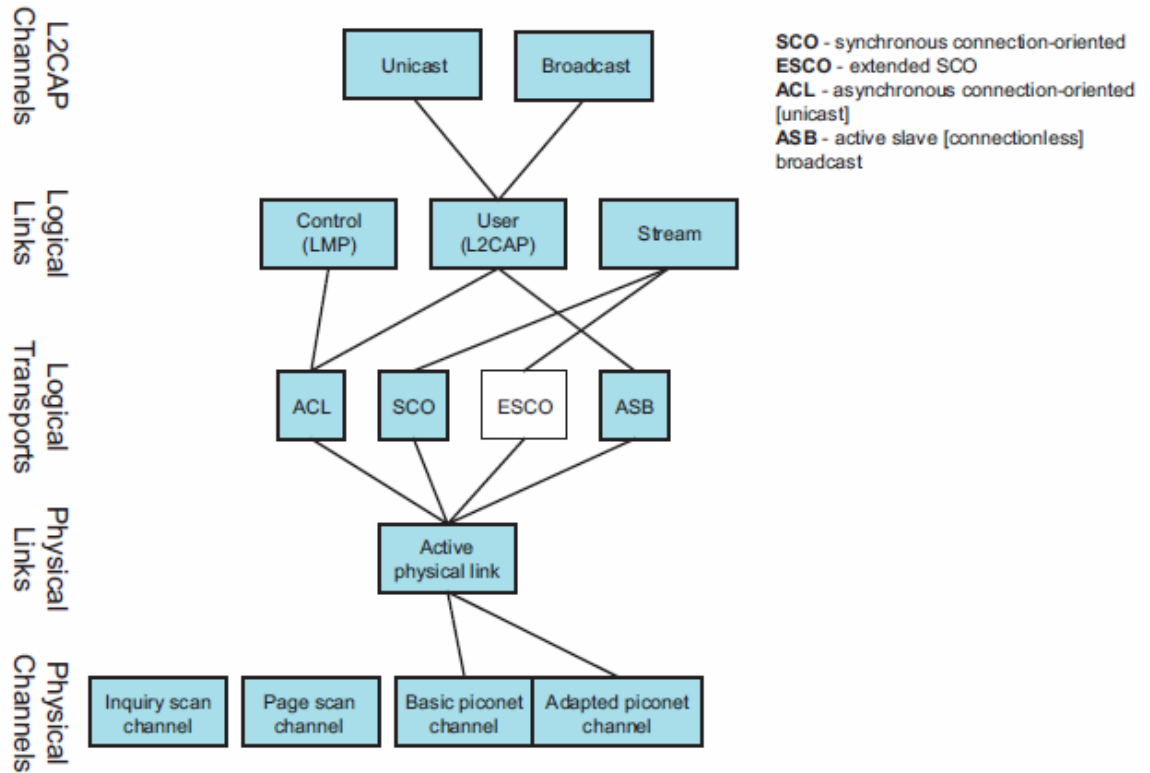 L2CAP
Channels
Unicast
Broadcast
SCO - synchronous connection-oriented
ESCO - extended SCO
ACL - asynchronous connection-oriented
[unicast]
ASB - active slave [connectionless]
broadcast
Logical
Links
Control
(LMP)
User
(L2CAP)
Stream
Logical
Transports
ACL
SCO
ESCO
ASB
Physical
Links
Active
physical link
Physical
Channels
Inquiry scan
channel
Page scan
channel
Basic piconet
channel
Adapted piconet
channel